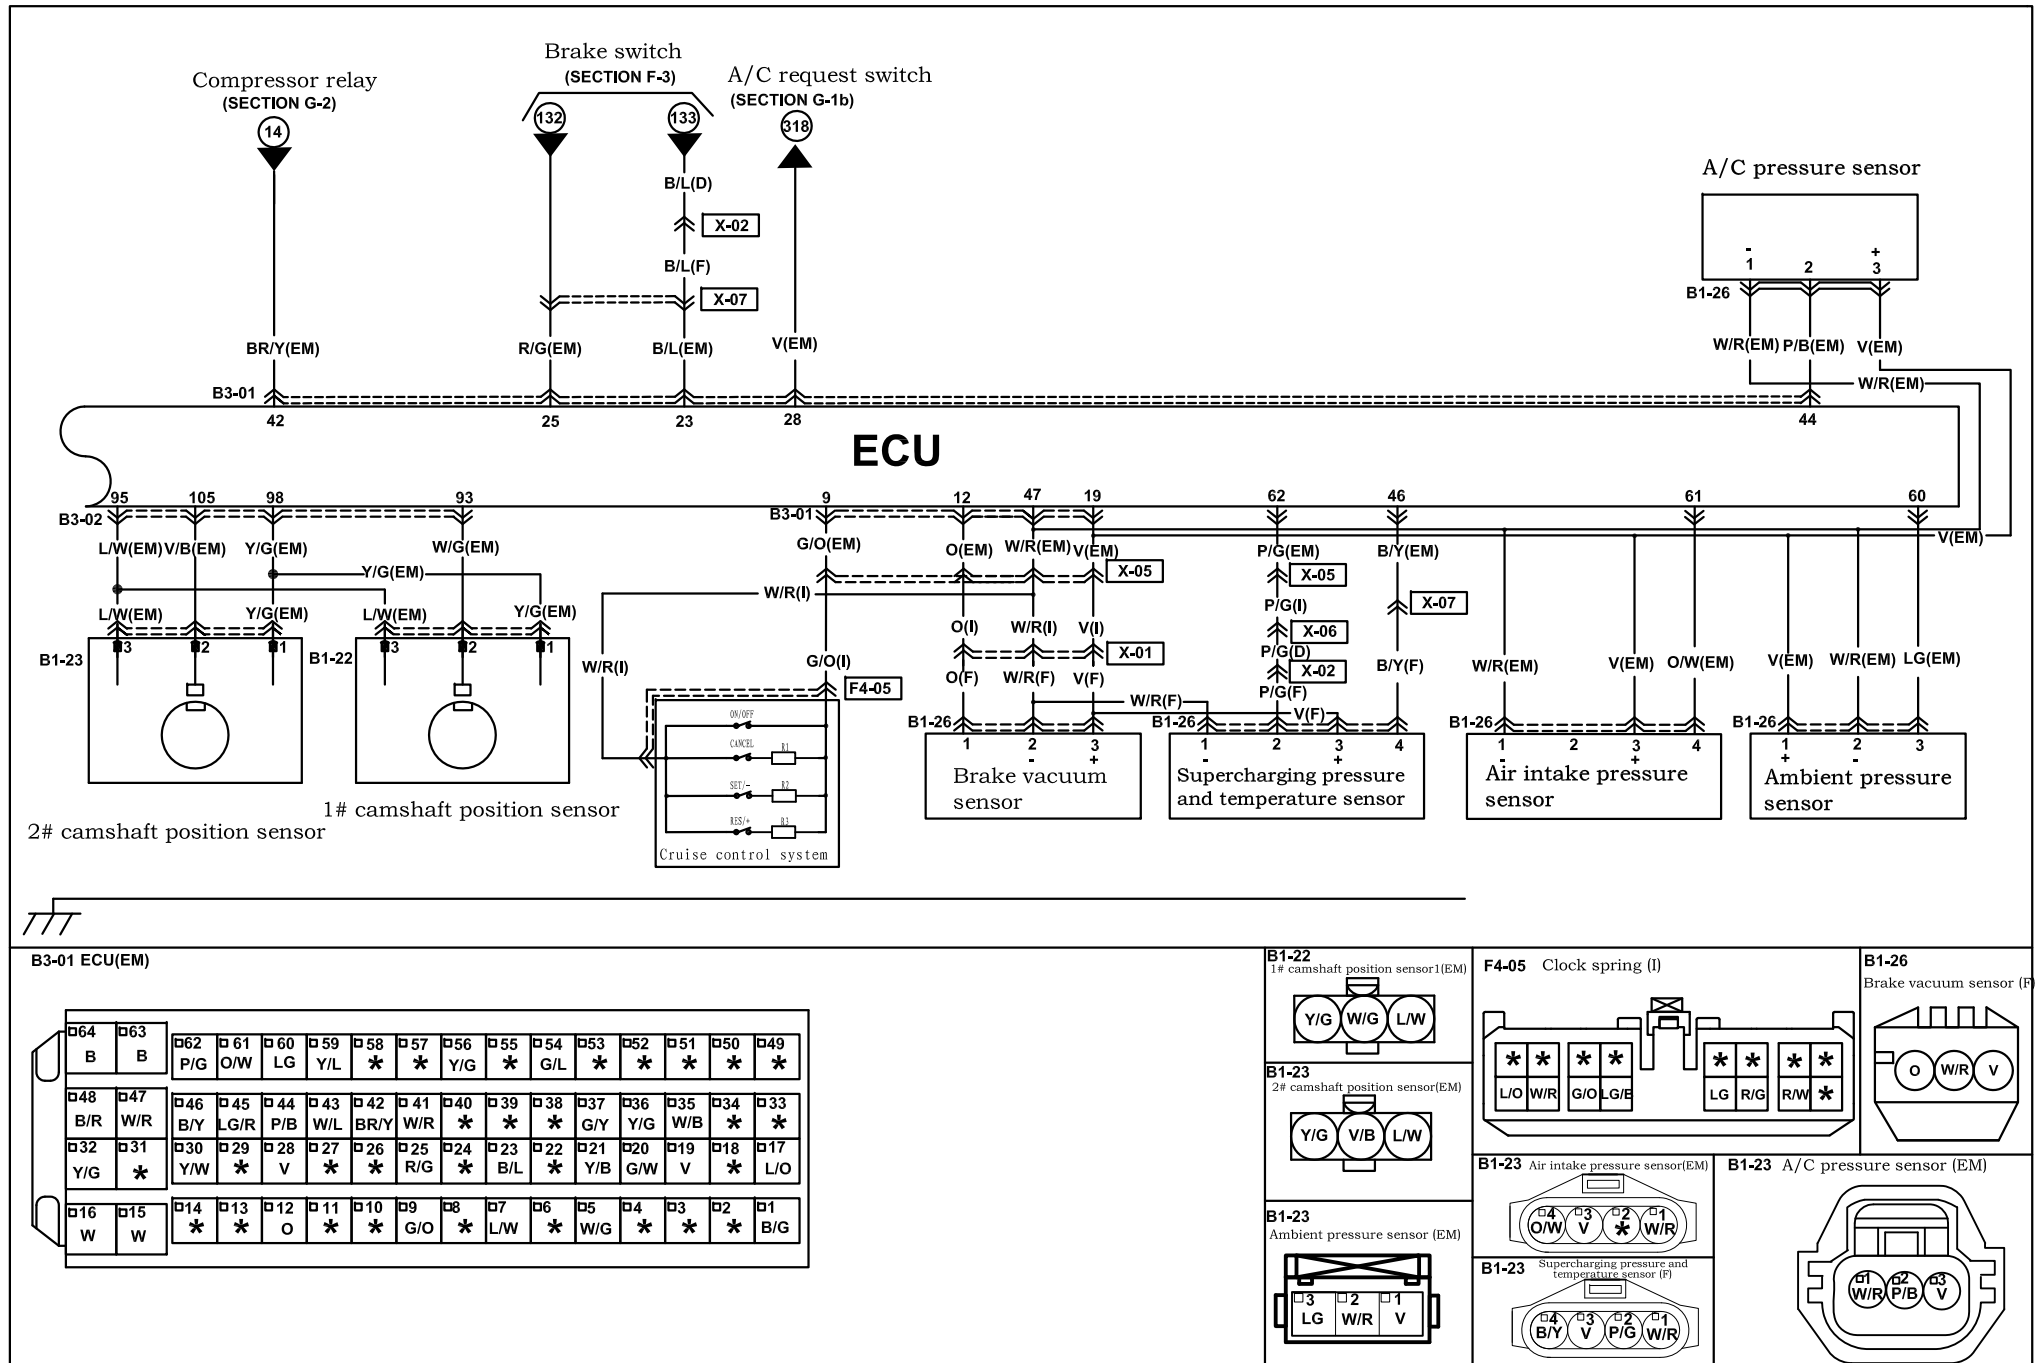 Compressor relay
(SECTION G-2)
14
Brake switch
(SECTION F-3)
132
133
A/C request switch
(SECTION G-1b)
318
A/C pressure sensor
- + 
1 2 3
B1-26
B/L(D)
X-02
B/L(F)
X-07
BR/Y(EM)
R/G(EM)
B/L(EM)
V(EM)
W/R(EM)
P/B(EM)
V(EM)
W/R(EM)
B3-01
42 25 23 28 44
ECU
95 105 98 93 9 12 47 19 62 46 61 60
B3-02
B3-01
L/W(EM)
V/B(EM)
Y/G(EM)
W/G(EM)
G/O(EM)
O(EM)
W/R(EM)
V(EM)
P/G(EM)
B/Y(EM)
V(EM)
Y/G(EM)
X-05
X-05
W/R(I)
P/G(I)
X-07
L/W(EM)
Y/G(EM)
L/W(EM)
Y/G(EM)
O(I)
W/R(I)
V(I)
X-06
X-01
P/G(D)
B1-23
3 2 1
B1-22
3 2 1
W/R(I)
G/O(I)
F4-05
O(F)
W/R(F)
V(F)
X-02
P/G(F)
B/Y(F)
W/R(EM)
V(EM)
O/W(EM)
V(EM)
W/R(EM)
LG(EM)
W/R(F)
V(F)
ON/OFF
CANCEL R1
SET/- R2
RES/+ R3
Cruise control system
B1-26
1 2 3
- +
Brake vacuum
sensor
B1-26
1 2 3 4
- +
Supercharging pressure
and temperature sensor
B1-26
1 2 3 4
- +
Air intake pressure
sensor
B1-26
1 2 3
+ -
Ambient pressure
sensor
2# camshaft position sensor
1# camshaft position sensor
B3-01 ECU(EM)
64 63 62 61 60 59 58 57 56 55 54 53 52 51 50 49
B B P/G O/W LG Y/L * * Y/G * G/L * * * * *
48 47 46 45 44 43 42 41 40 39 38 37 36 35 34 33
B/R W/R B/Y LG/R P/B W/L BR/Y W/R * * * G/Y Y/G W/B * *
32 31 30 29 28 27 26 25 24 23 22 21 20 19 18 17
Y/G * Y/W * V * * R/G * B/L * Y/B G/W V * L/O
16 15 14 13 12 11 10 9 8 7 6 5 4 3 2 1
W W * * O * * G/O * L/W * W/G * * * B/G
B1-22
1# camshaft position sensor1(EM)
Y/G W/G L/W
B1-23
2# camshaft position sensor(EM)
Y/G V/B L/W
B1-23
Ambient pressure sensor (EM)
3 2 1
LG W/R V
F4-05 Clock spring (I)
* * * * * * * *
L/O W/R G/O LG/B LG R/G R/W *
B1-26
Brake vacuum sensor (F)
O W/R V
B1-23 Air intake pressure sensor(EM)
4 3 2 1
O/W V * W/R
B1-23 Supercharging pressure and
temperature sensor (F)
4 3 2 1
B/Y V P/G W/R
B1-23 A/C pressure sensor (EM)
1 2 3
W/R P/B V